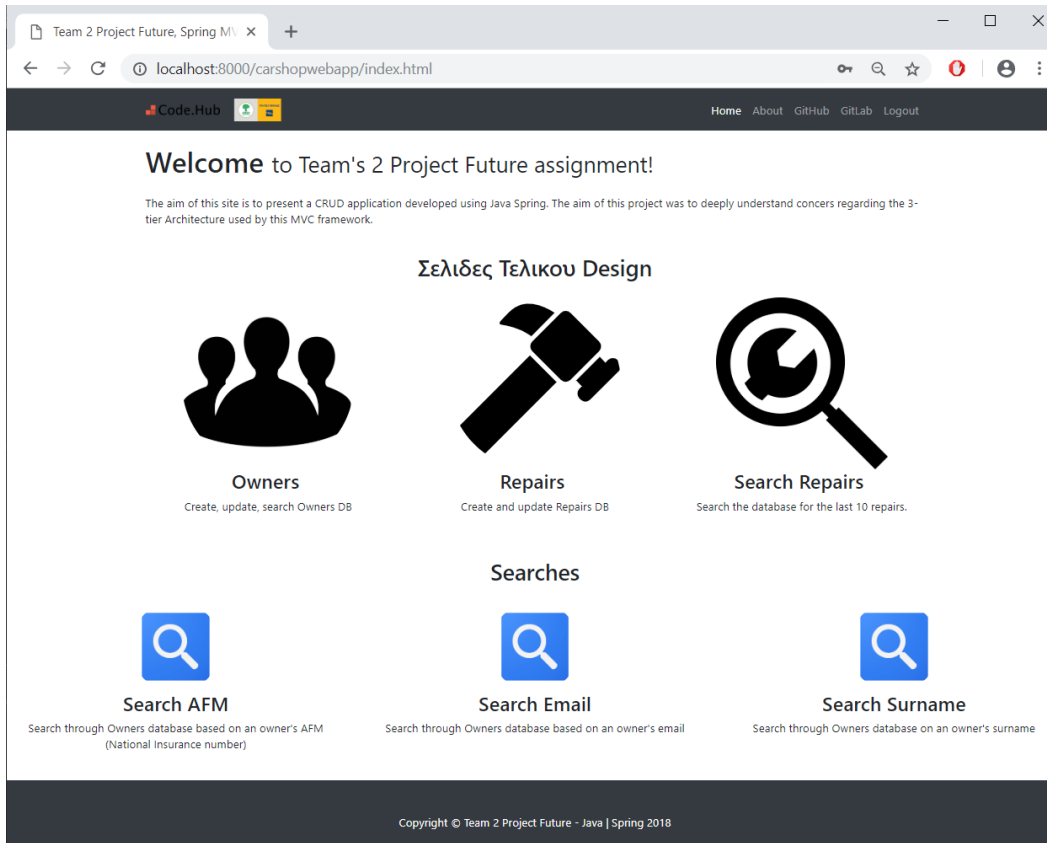 Team 2 Project Future, Spring M
localhost:8000/carshopwebapp/index.html
Code.Hub
Home About GitHub GitLab Logout
Welcome to Team's 2 Project Future assignment!
The aim of this site is to present a CRUD application developed using Java Spring. The aim of this project was to deeply understand concers regarding the 3-
tier Architecture used by this MVC framework.
Σελιδες Τελικου Design
Owners Repairs Search Repairs
Create, update, search Owners DB Create and update Repairs DB Search the database for the last 10 repairs.
Searches
Search AFM Search Email Search Surname
Search through Owners database based on an owner's AFM Search through Owners database based on an owner's email Search through Owners database based on an owner's surname
(National Insurance number)
Copyright © Team 2 Project Future - Java | Spring 2018